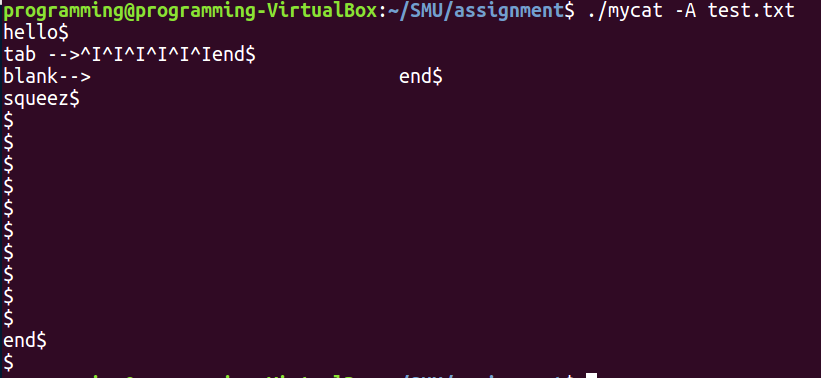 programming@programming-VirtualBox:~/SMU/assignment$ ./mycat -A test.txt
hello$
tab -->^I^I^I^I^I^Iend$
blank-->                            end$
squeez$
$
$
$
$
$
$
$
$
$
$
end$
$